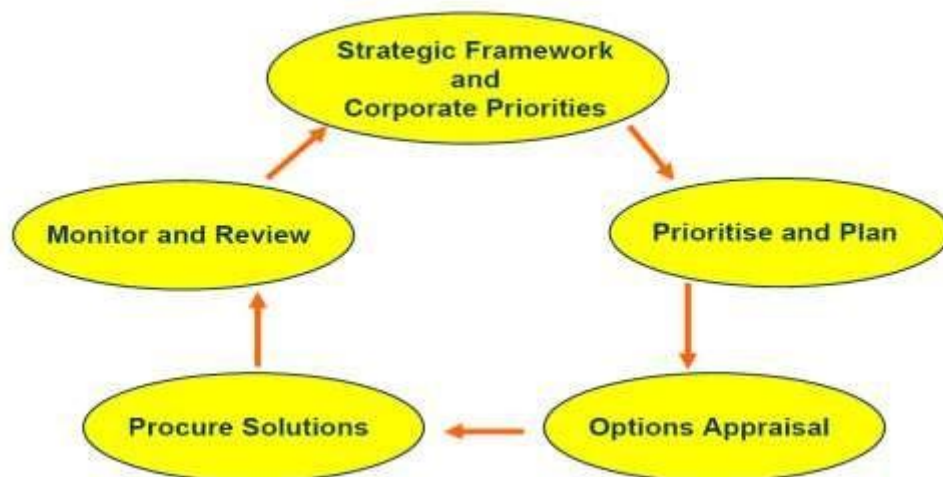 Strategic Framework
and
Corporate Priorities
Prioritise and Plan
Options Appraisal
Procure Solutions
Monitor and Review